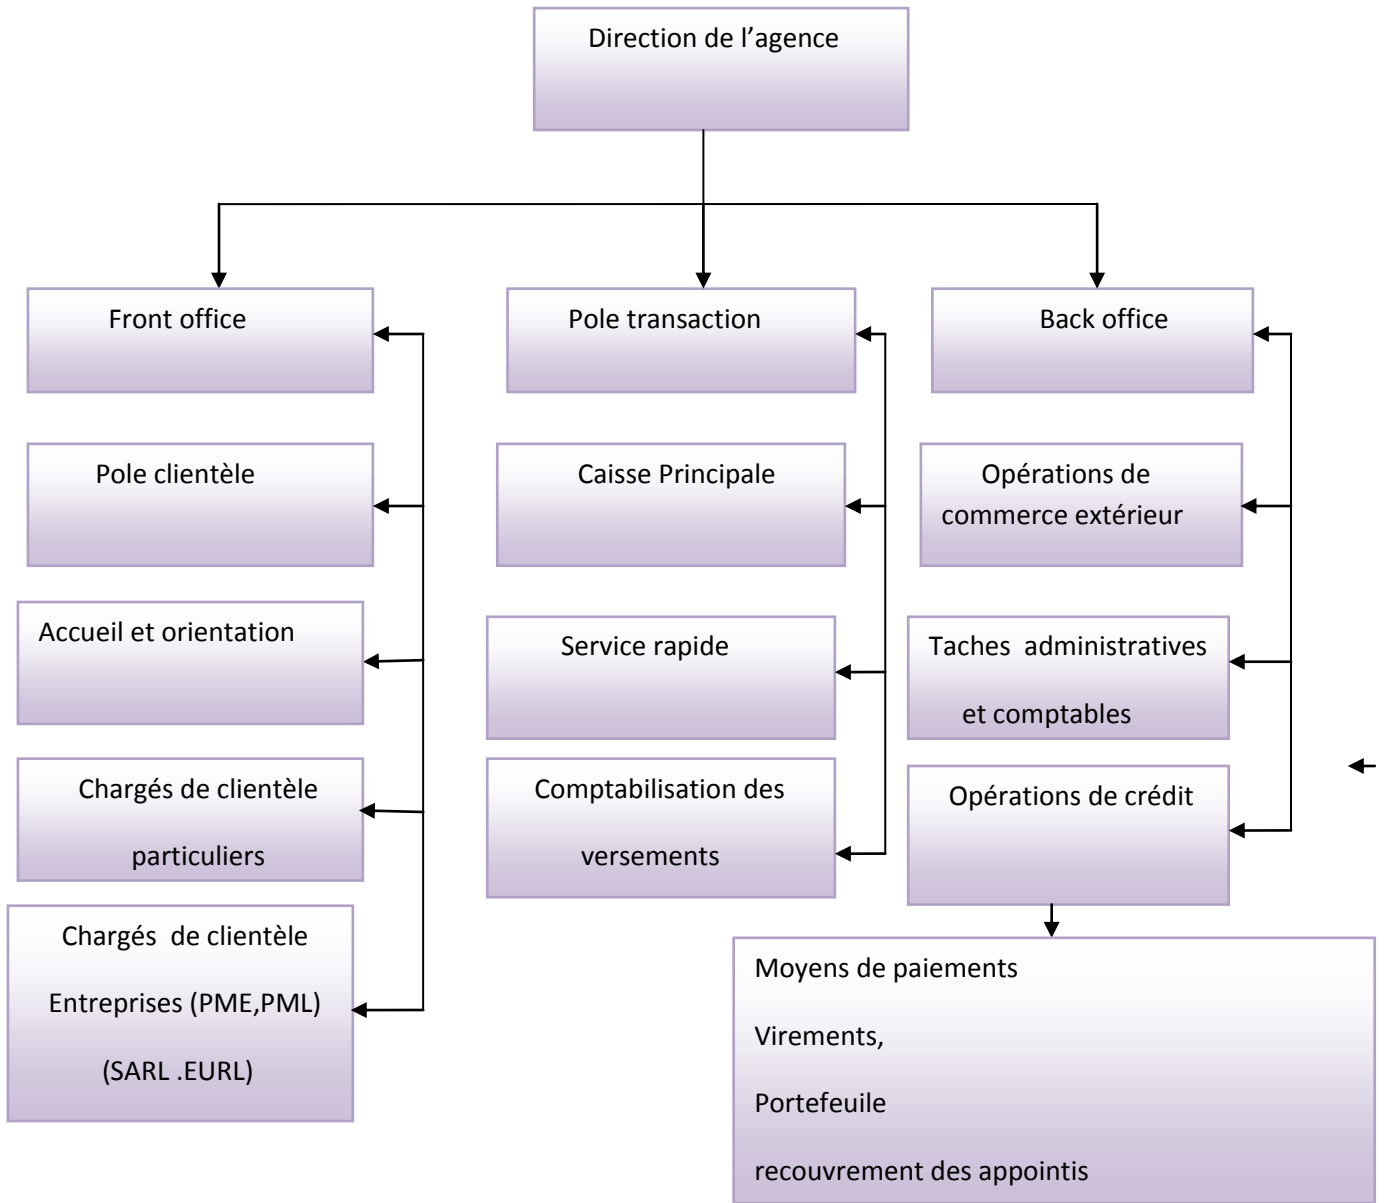 Direction de l’agence
Front office
Pole clientèle
Accueil et orientation
Chargés de clientèle
particuliers
Chargés  de clientèle
Entreprises (PME,PML)
(SARL .EURL)
Pole transaction
Caisse Principale
Service rapide
Comptabilisation des
versements
Back office
Opérations de
commerce extérieur
Taches  administratives
et comptables
Opérations de crédit
Moyens de paiements
Virements,
Portefeuile
recouvrement des appointis